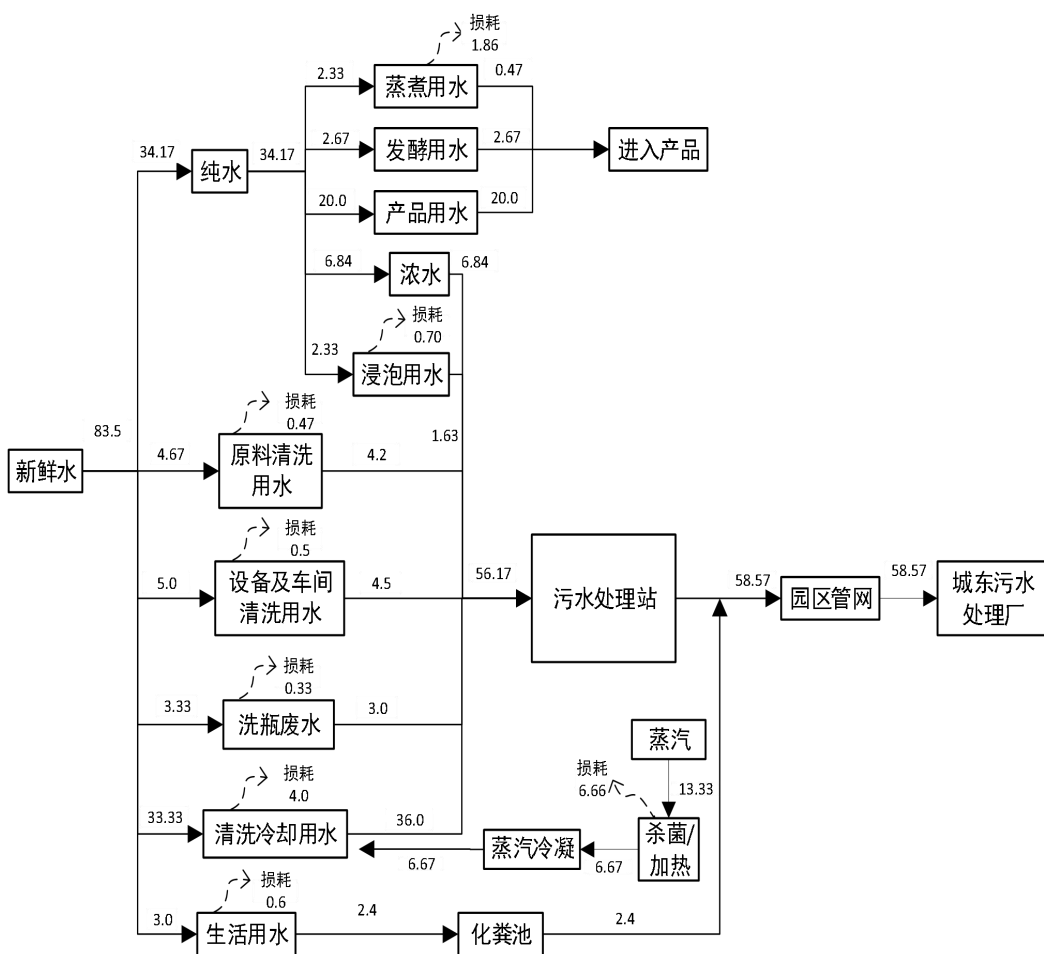 损耗
1.86
2.33
蒸煮用水
0.47
34.17
纯水
34.17
2.67
发酵用水
2.67
进入产品
20.0
产品用水
20.0
6.84
浓水
6.84
损耗
0.70
2.33
浸泡用水
1.63
新鲜水
83.5
损耗
0.47
4.67
原料清洗
用水
4.2
损耗
0.5
5.0
设备及车间
清洗用水
4.5
56.17
污水处理站
58.57
园区管网
58.57
城东污水
处理厂
损耗
0.33
3.33
洗瓶废水
3.0
蒸汽
13.33
损耗
6.66
杀菌/
加热
6.67
蒸汽冷凝
6.67
损耗
4.0
33.33
清洗冷却用水
36.0
损耗
0.6
3.0
生活用水
2.4
化粪池
2.4